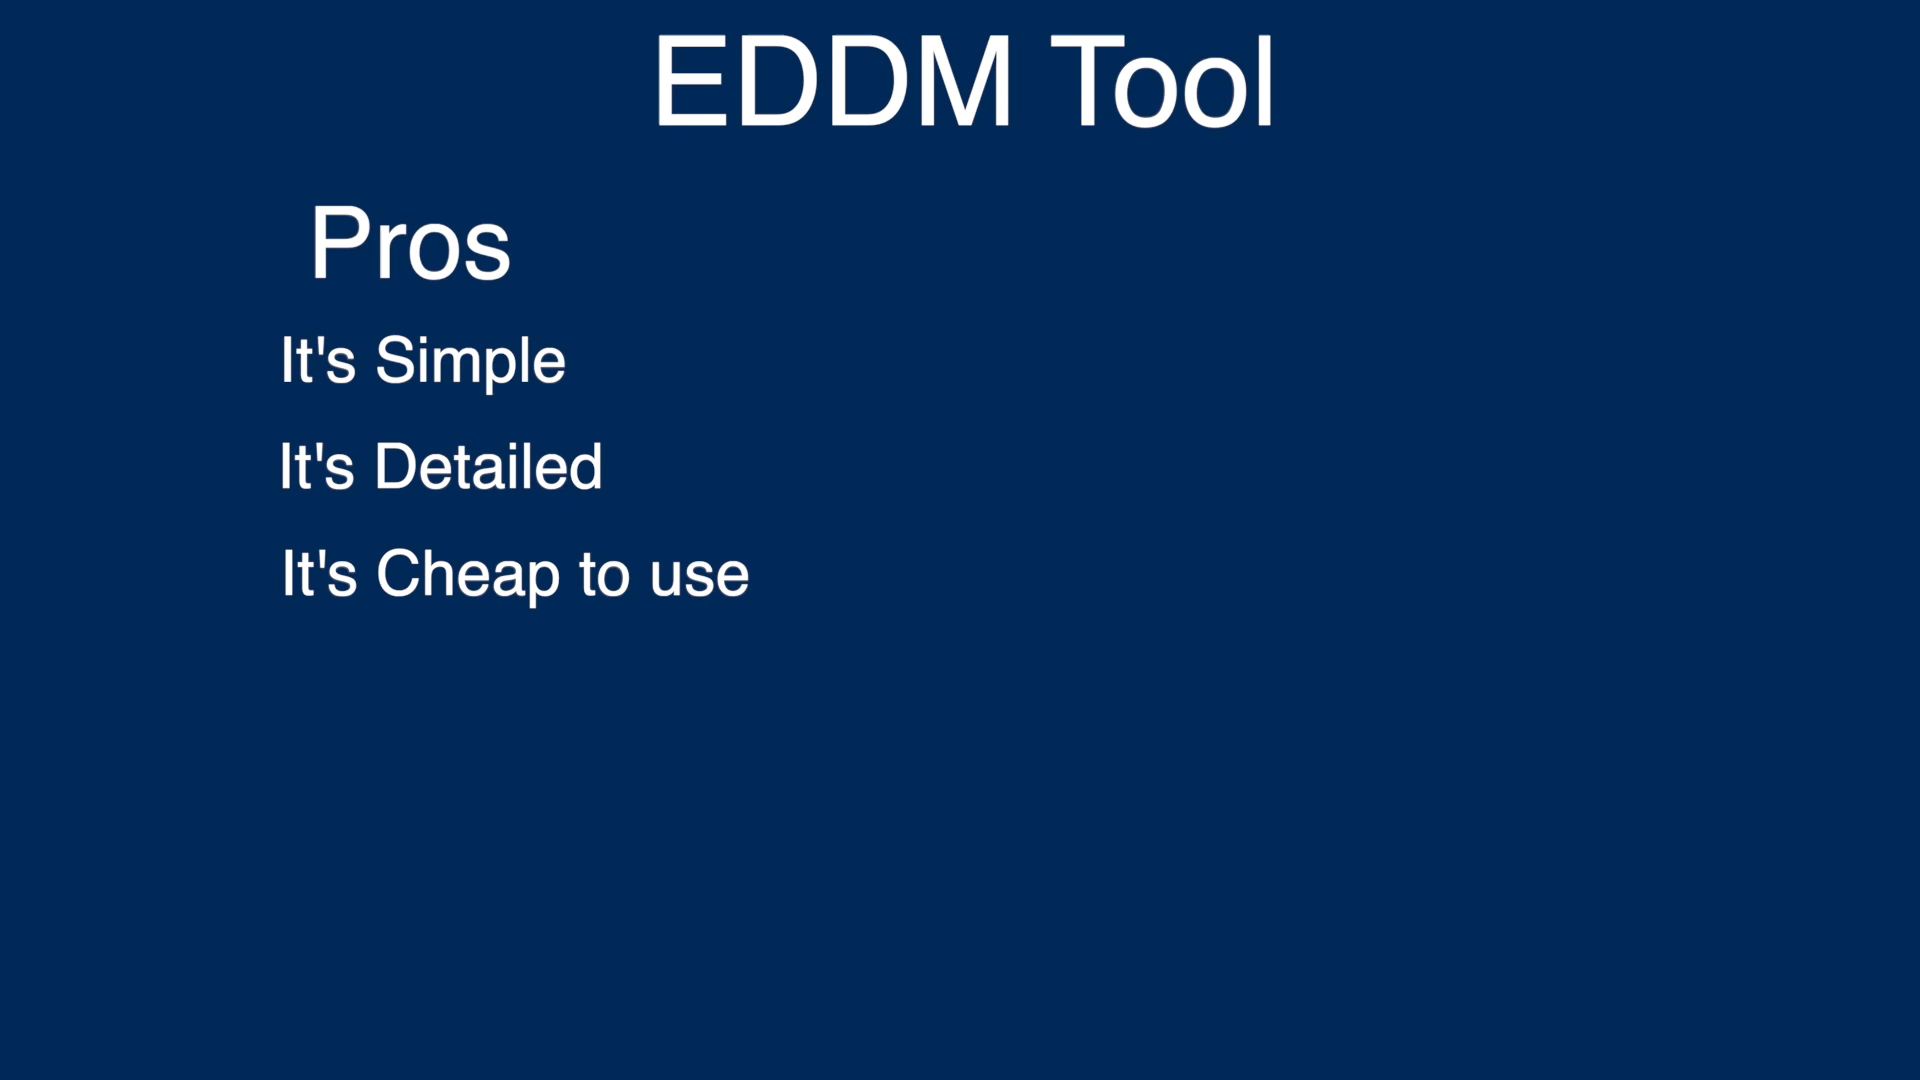 EDDM Tool
Pros
It's Simple
It's Detailed
It's Cheap to use